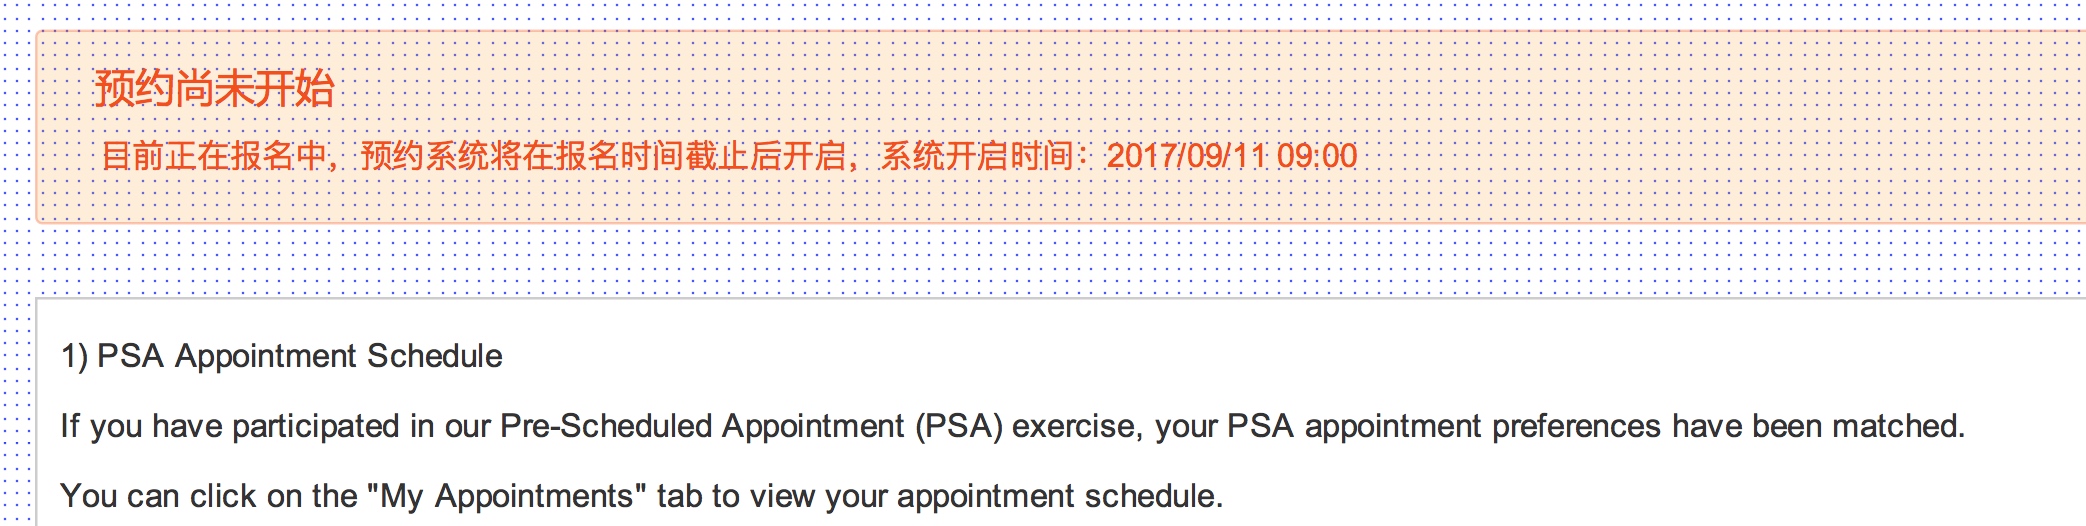 预约尚未开始
目前正在报名中，预约系统将在报名时间截止后开启，系统开启时间：2017/09/11 09:00
1) PSA Appointment Schedule
If you have participated in our Pre-Scheduled Appointment (PSA) exercise, your PSA appointment preferences have been matched.
You can click on the "My Appointments" tab to view your appointment schedule.